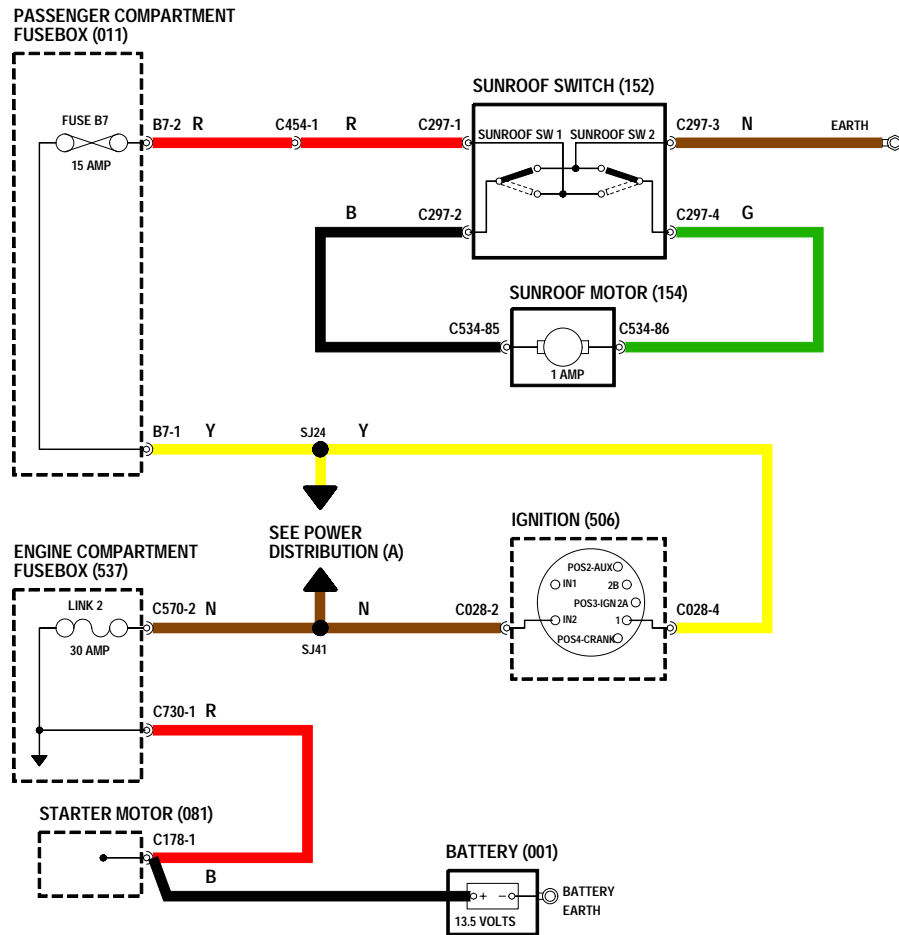 PASSENGER COMPARTMENT
FUSEBOX (011)
FUSE B7
15 AMP
B7-2 R
C454-1
R
C297-1
SUNROOF SWITCH (152)
SUNROOF SW 1
SUNROOF SW 2
C297-3 N
EARTH
B
C297-2
C297-4 G
SUNROOF MOTOR (154)
C534-85
C534-86
1 AMP
B7-1 Y
SJ24
Y
SEE POWER
DISTRIBUTION (A)
IGNITION (506)
POS2-AUX
IN1
2B
POS3-IGN 2A
IN2
1
POS4-CRANK
ENGINE COMPARTMENT
FUSEBOX (537)
LINK 2
30 AMP
C570-2 N
N
SJ41
C028-2
C028-4
C730-1 R
STARTER MOTOR (081)
C178-1
B
BATTERY (001)
+ -
13.5 VOLTS
BATTERY
EARTH